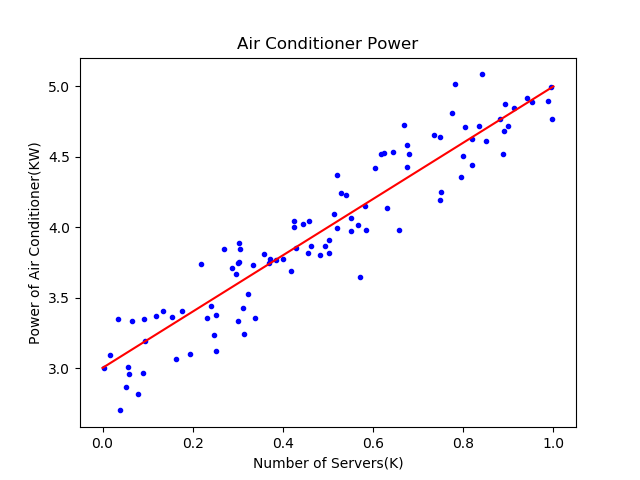 Air Conditioner Power
Power of Air Conditioner(KW)
5.0
4.5
4.0
3.5
3.0
0.0 0.2 0.4 0.6 0.8 1.0
Number of Servers(K)